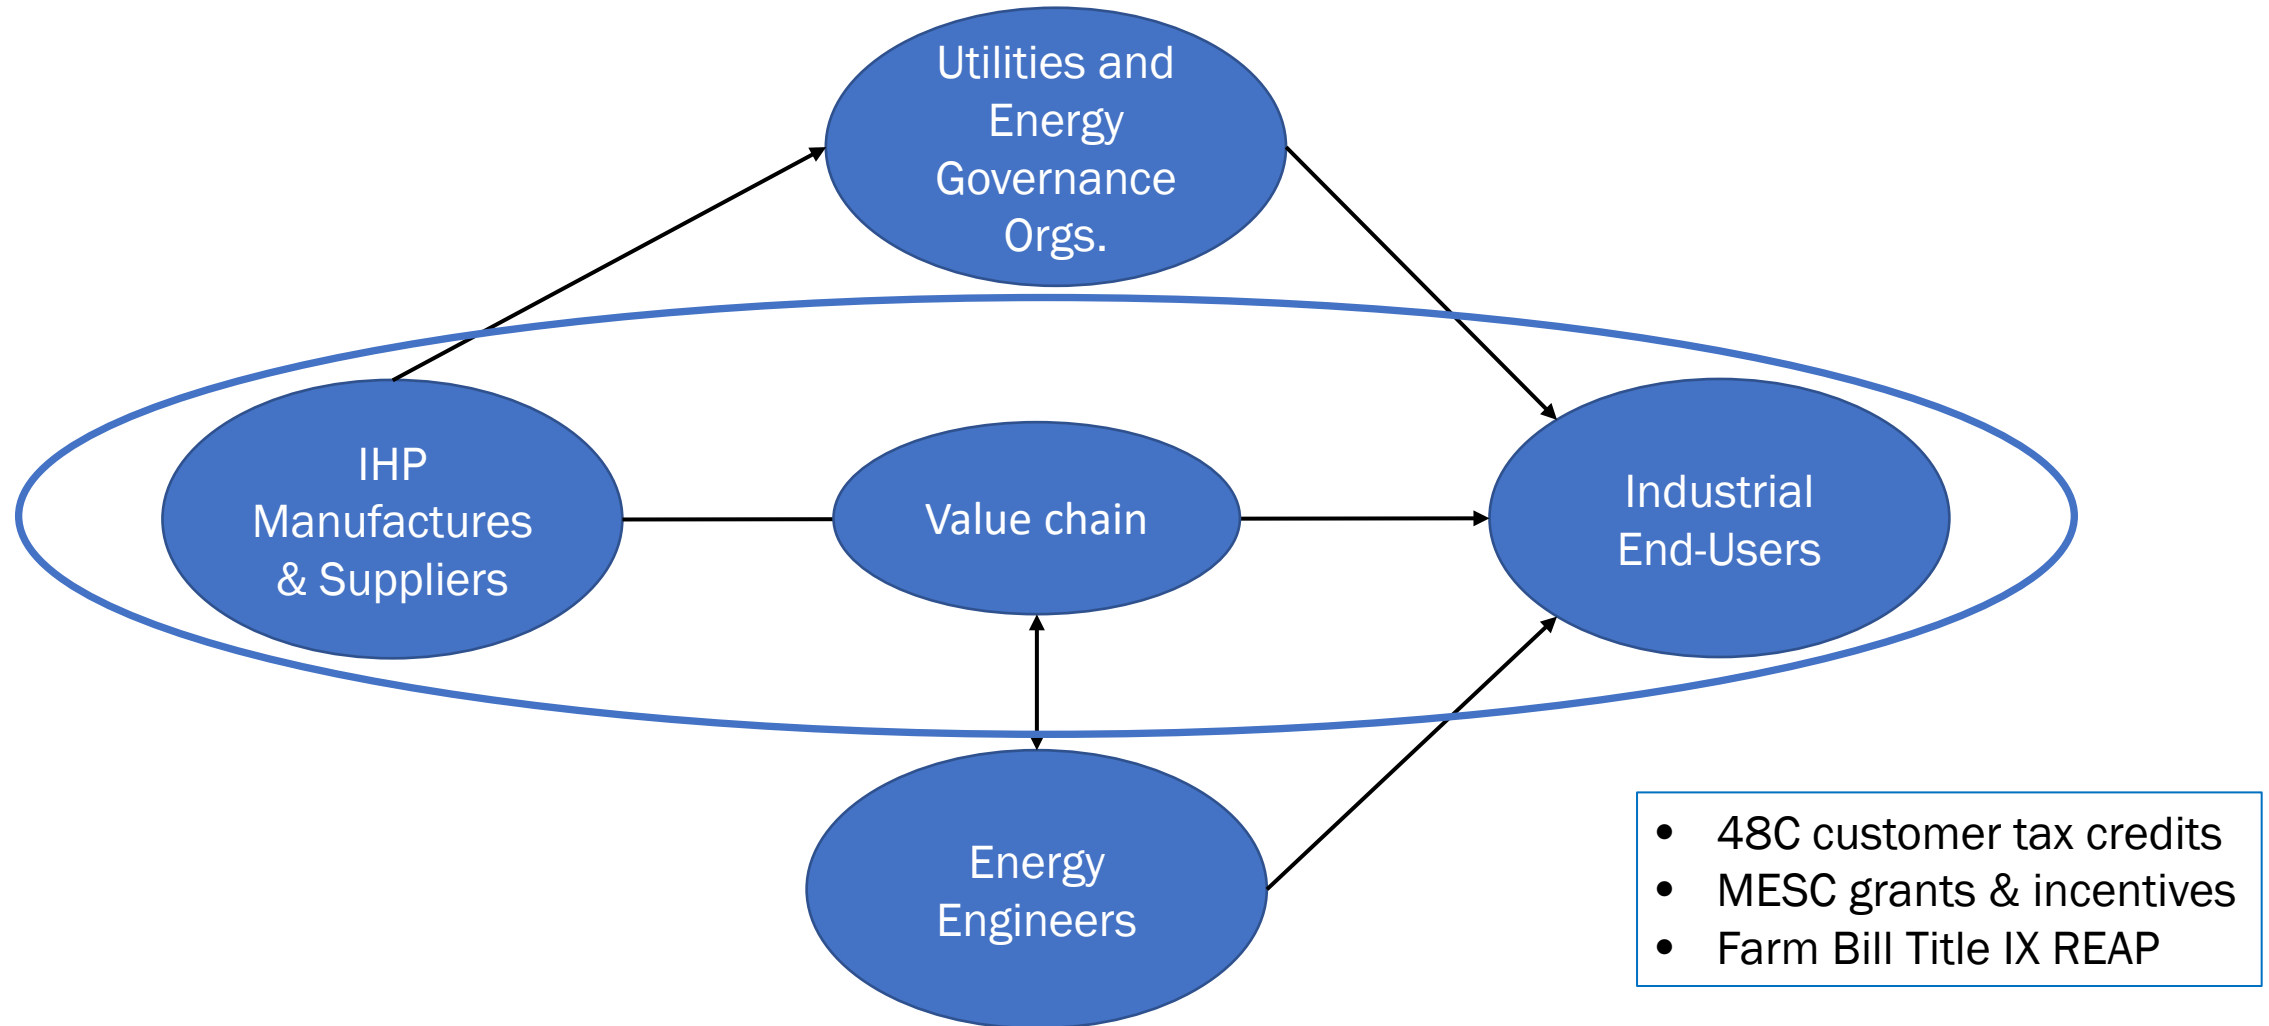 Utilities and
Energy
Governance
Orgs.
IHP
Manufactures
& Suppliers
Value chain
Industrial
End-Users
Energy
Engineers
• 48C customer tax credits
• MESC grants & incentives
• Farm Bill Title IX REAP